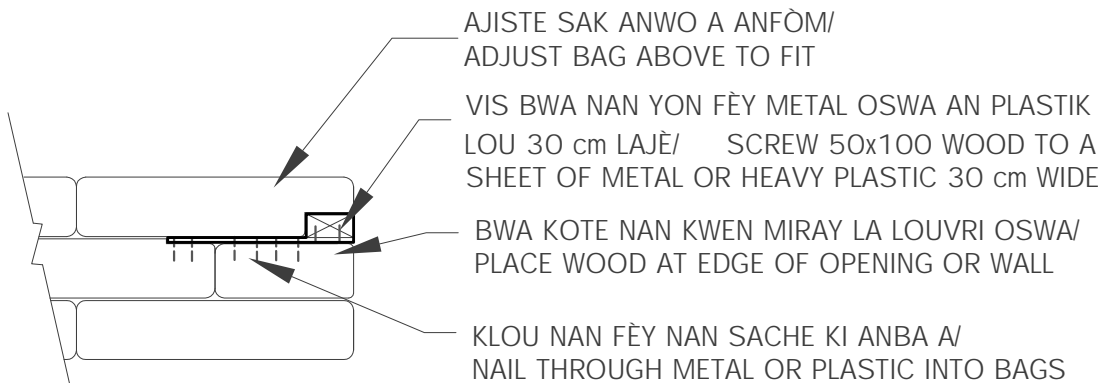 AJISTE SAK ANWO A ANFÒM/
ADJUST BAG ABOVE TO FIT
VIS BWA NAN YON FÈY METAL OSWA AN PLASTIK
LOU 30 cm LAJÈ/ SCREW 50x100 WOOD TO A
SHEET OF METAL OR HEAVY PLASTIC 30 cm WIDE
BWA KOTE NAN KWEN MIRAY LA LOUVRI OSWA/
PLACE WOOD AT EDGE OF OPENING OR WALL
KLOU NAN FÈY NAN SACHE KI ANBA A/
NAIL THROUGH METAL OR PLASTIC INTO BAGS